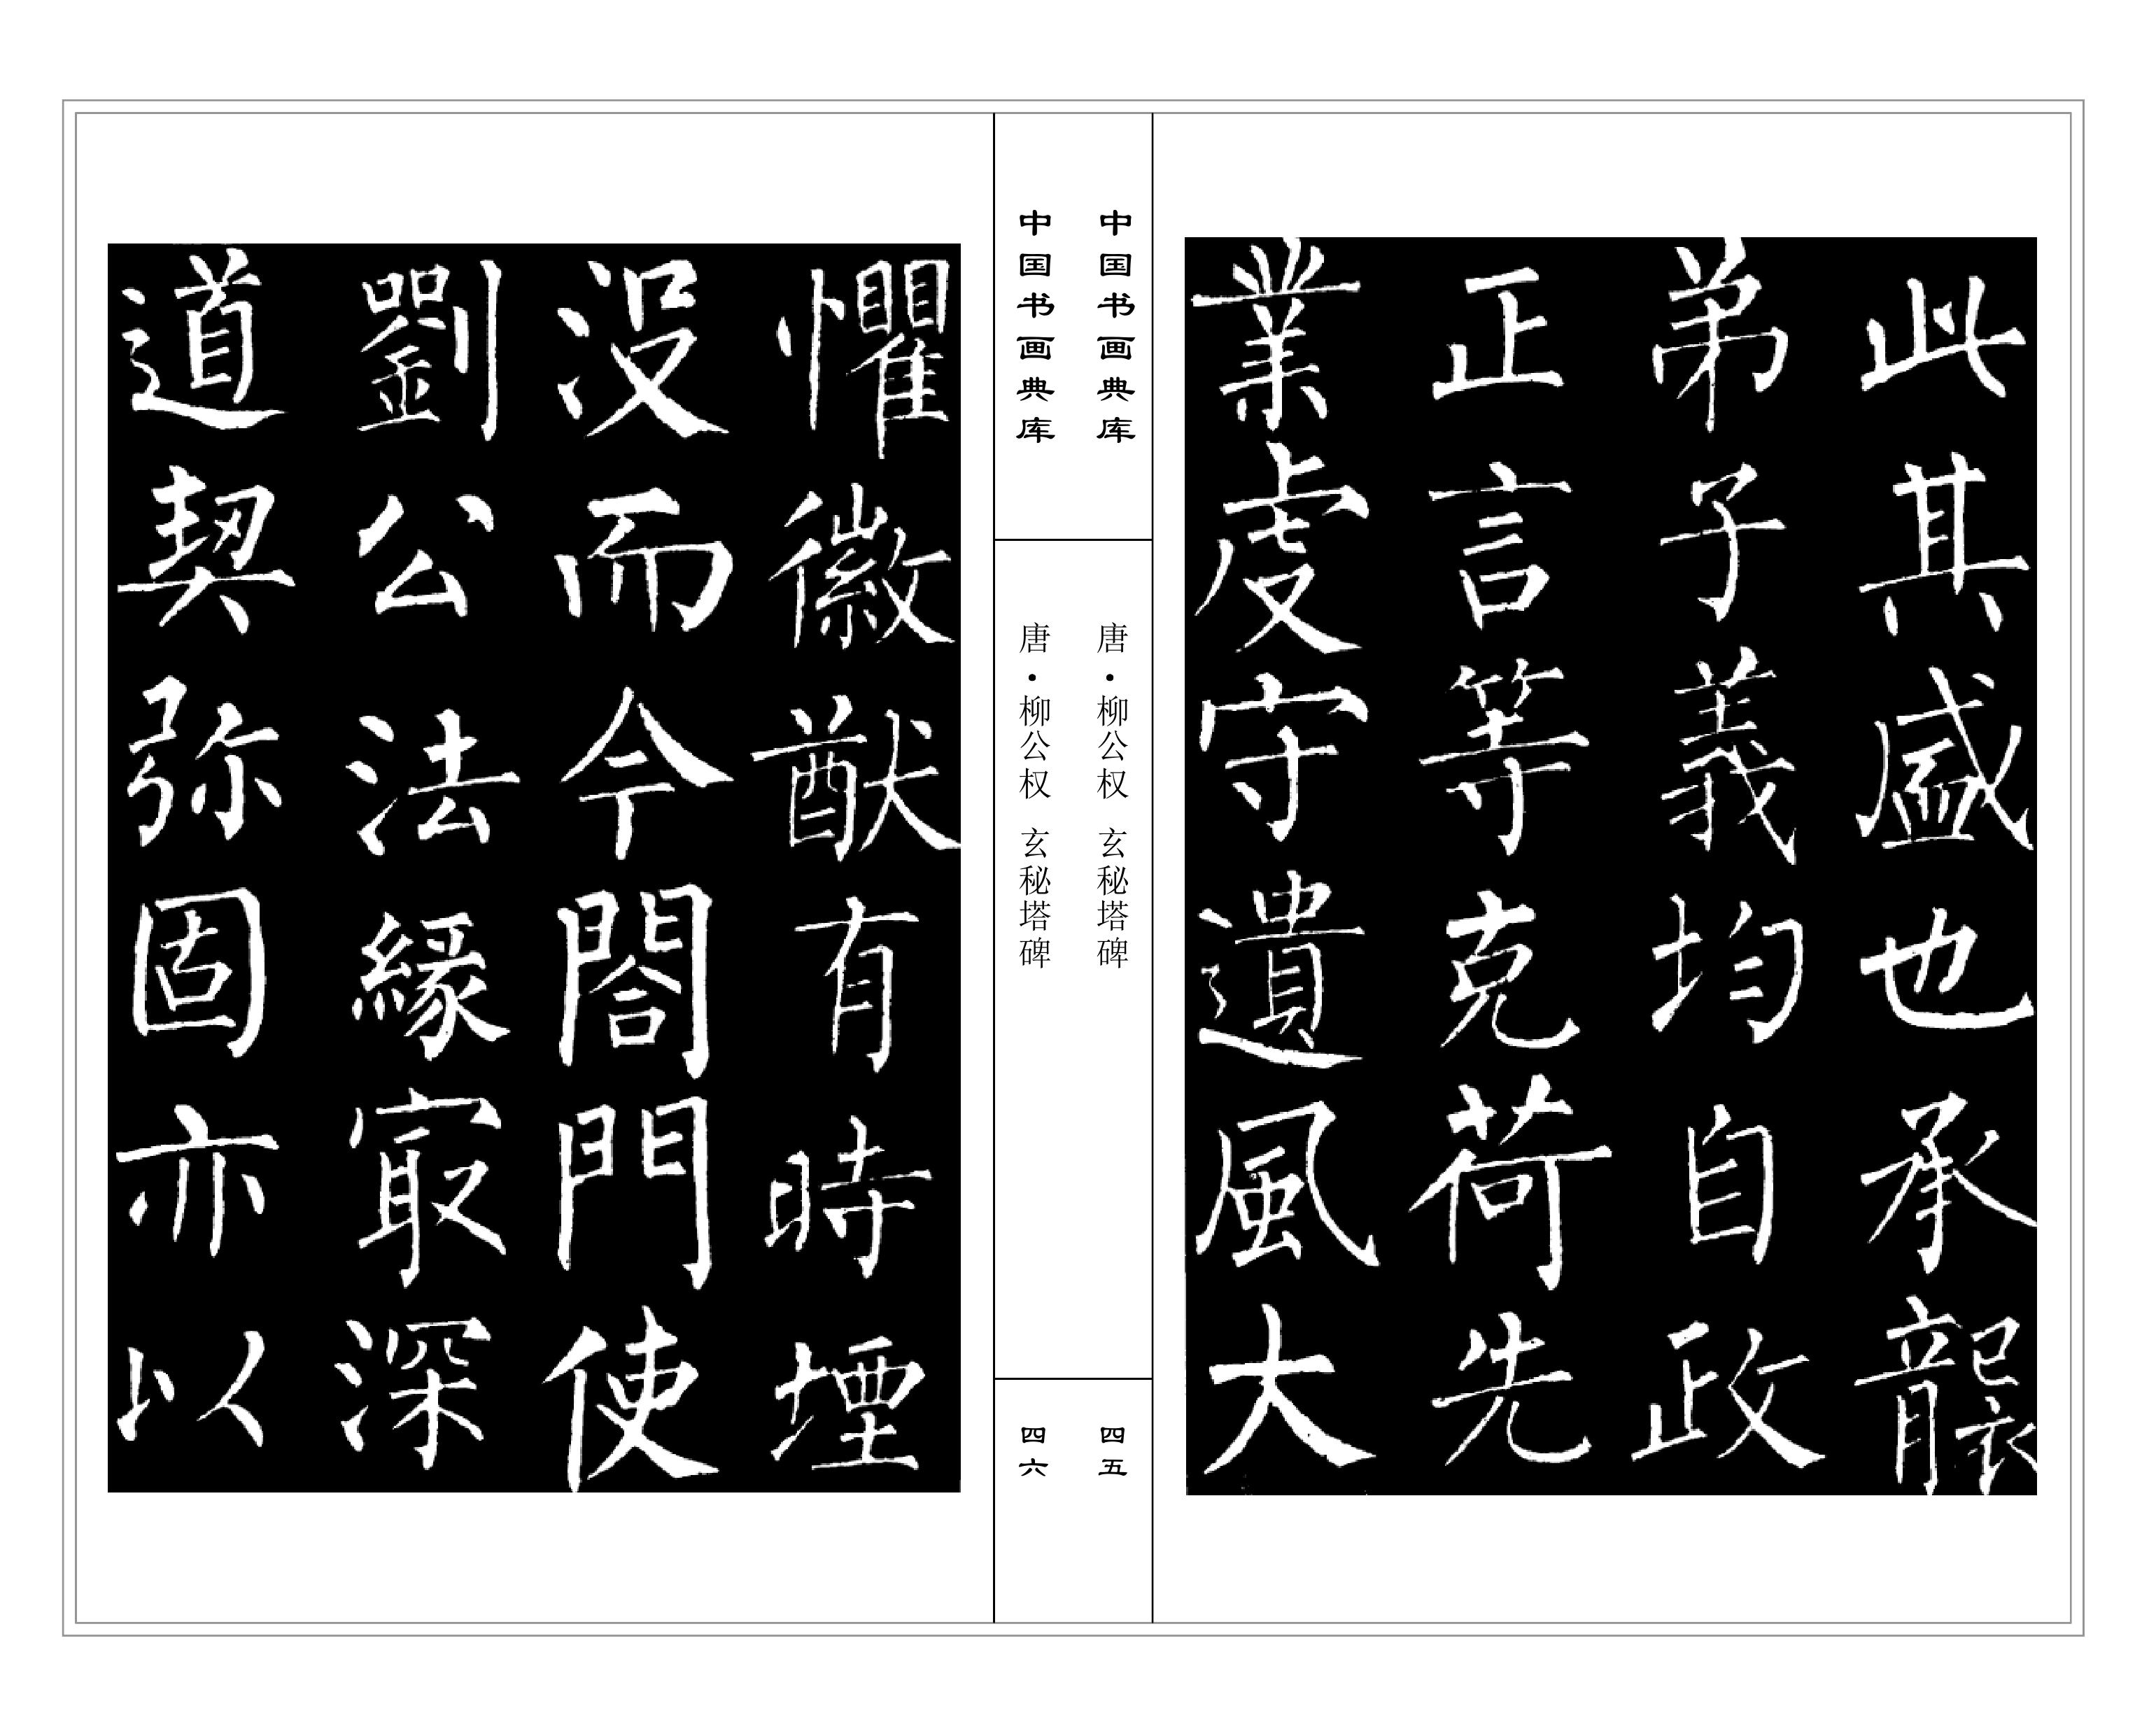 此其盛也承襲
弟子義均自政
正言等克荷先
業虔守遺風大
中国书画典库
唐·柳公权 玄秘塔碑
四五
中国书画典库
唐·柳公权 玄秘塔碑
四六
懼徽猷有時堙
没而今閤門使
劉公法緣寂深
道契弥固亦以